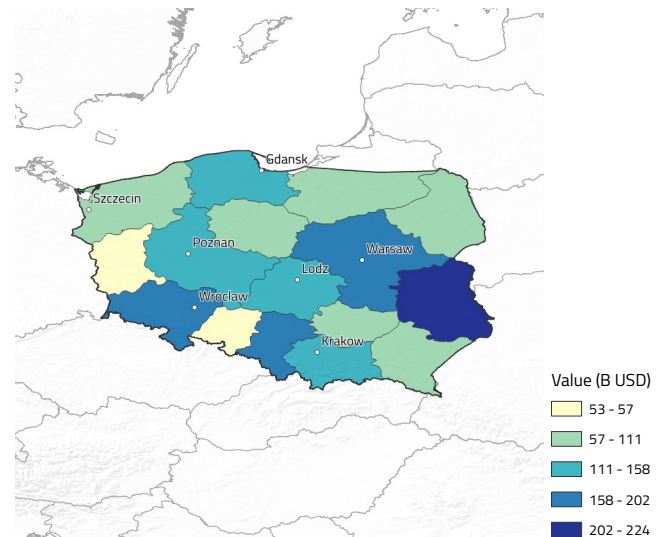 Gdansk
Szczecin
Poznan
Warsaw
Lodz
Wroclaw
Krakow
Value (B USD)
53 - 57
57 - 111
111 - 158
158 - 202
202 - 224